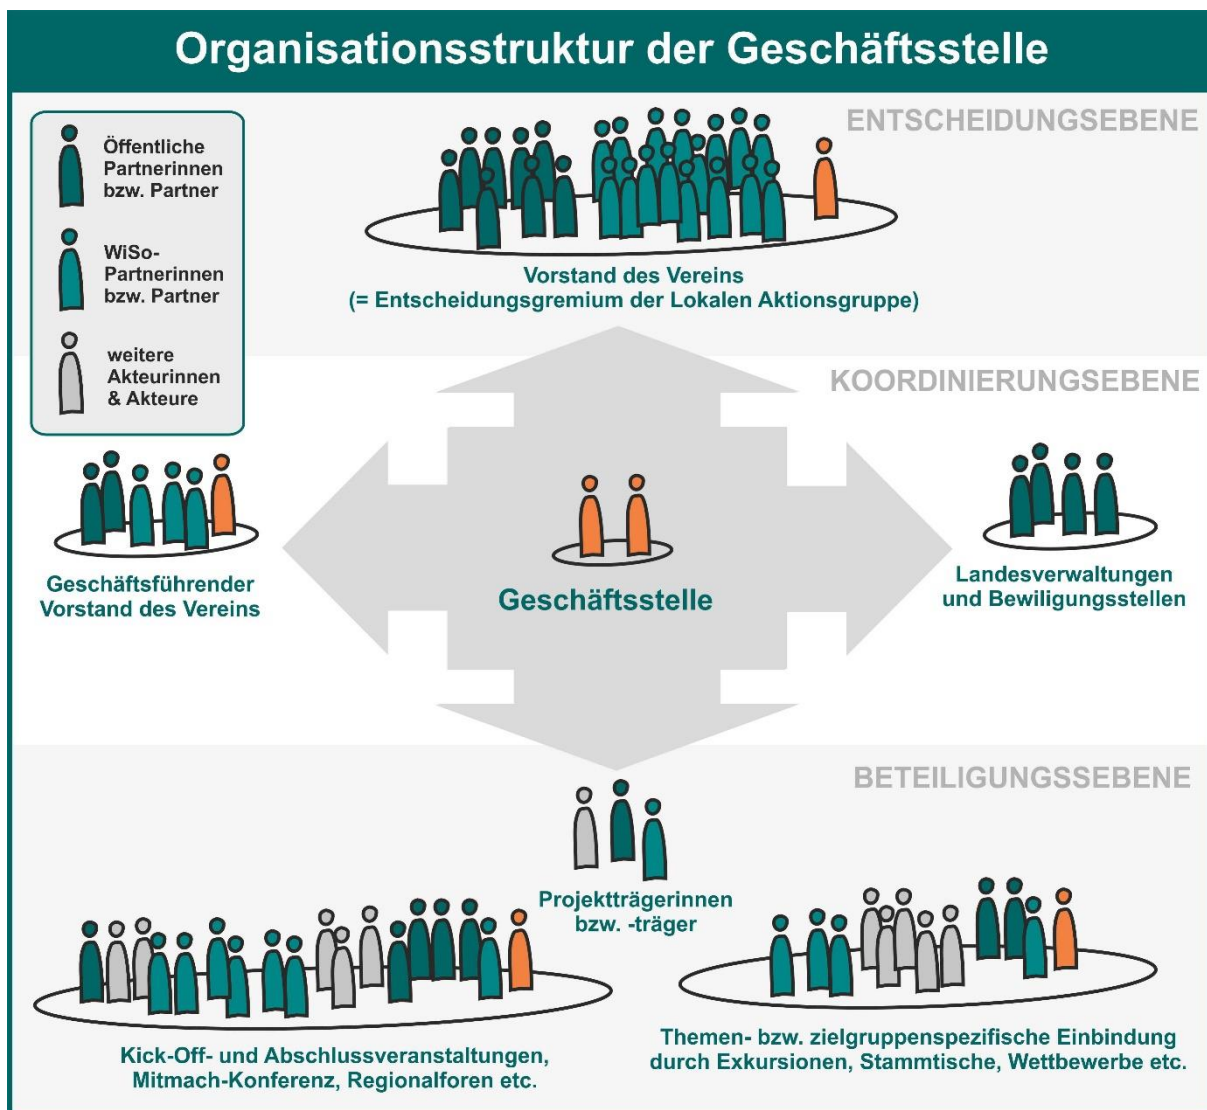 Organisationsstruktur der Geschäftsstelle
ENTSCHEIDUNGSEBENE
Öffentliche
Partnerinnen
bzw. Partner
WiSo-
Partnerinnen
bzw. Partner
weitere
Akteurinnen
& Akteure
Vorstand des Vereins
(= Entscheidungsgremium der Lokalen Aktionsgruppe)
KOORDINIERUNGSEBENE
Geschäftsführender
Vorstand des Vereins
Geschäftsstelle
Landesverwaltungen
und Bewiligungsstellen
BETEILIGUNGSSEBENE
Projektträgerinnen
bzw. -träger
Kick-Off- und Abschlussveranstaltungen,
Mitmach-Konferenz, Regionalforen etc.
Themen- bzw. zielgruppenspezifische Einbindung
durch Exkursionen, Stammtische, Wettbewerbe etc.